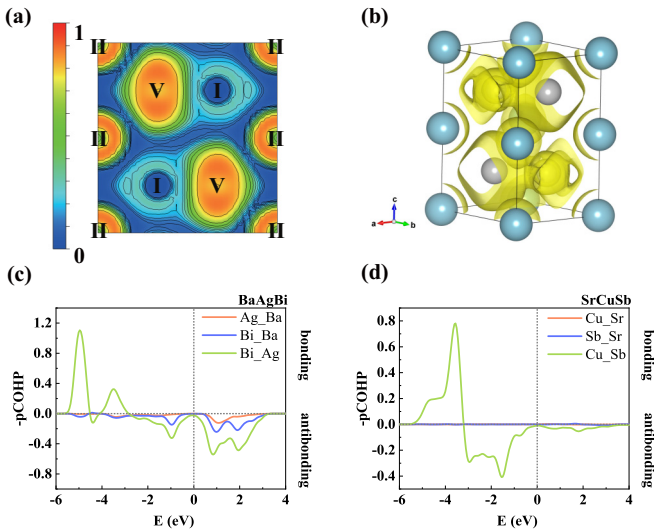 (a)
1
0
II
II
V
I
II
II
I
V
II
II
(b)
c
a
b
(c)
BaAgBi
Ag_Ba
Bi_Ba
Bi_Ag
1.2
0.8
0.4
0.0
-0.4
-0.8
-pCOHP
bonding
antibonding
-6 -4 -2 0 2 4
E (eV)
(d)
SrCuSb
Cu_Sr
Sb_Sr
Cu_Sb
0.8
0.6
0.4
0.2
0.0
-0.2
-0.4
-0.6
-pCOHP
bonding
antibonding
-6 -4 -2 0 2 4
E (eV)